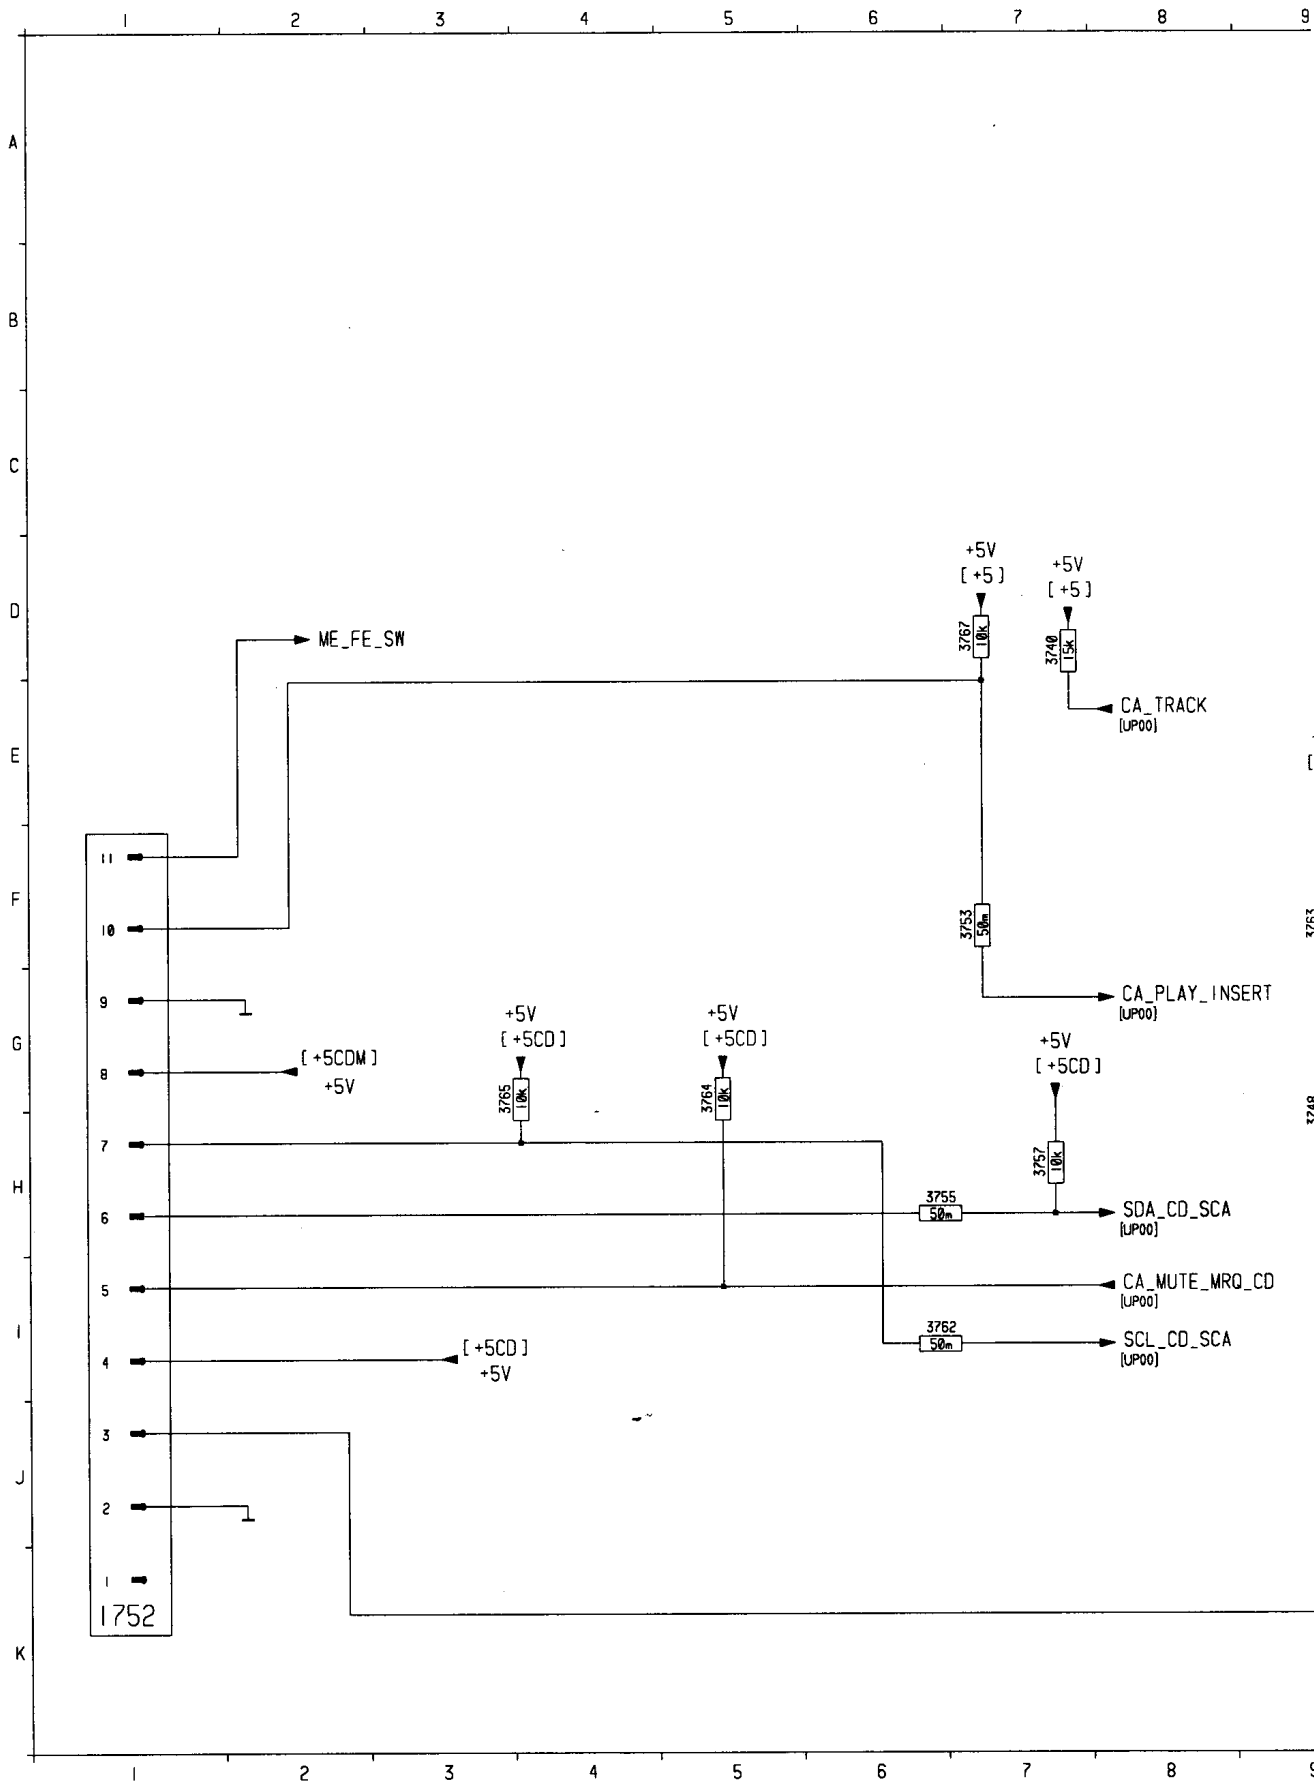 1 2 3 4 5 6 7 8 9
A
B
C
D
E
F
G
H
I
J
K
+5V
[+5]
+5V
[+5]
3767
10k
3740
15k
ME_FE_SW
CA_TRACK
[UP00]
[
11
10
9
8
7
6
5
4
3
2
1
1752
3753
50m
3763
CA_PLAY_INSERT
[UP00]
+5V
[+5CD]
+5V
[+5CD]
+5V
[+5CD]
[+5CDM]
+5V
3765
10k
3764
10k
3748
3757
10k
3755
50m
SDA_CD_SCA
[UP00]
CA_MUTE_MRQ_CD
[UP00]
3762
50m
SCL_CD_SCA
[UP00]
[+5CD]
+5V
1 2 3 4 5 6 7 8 9